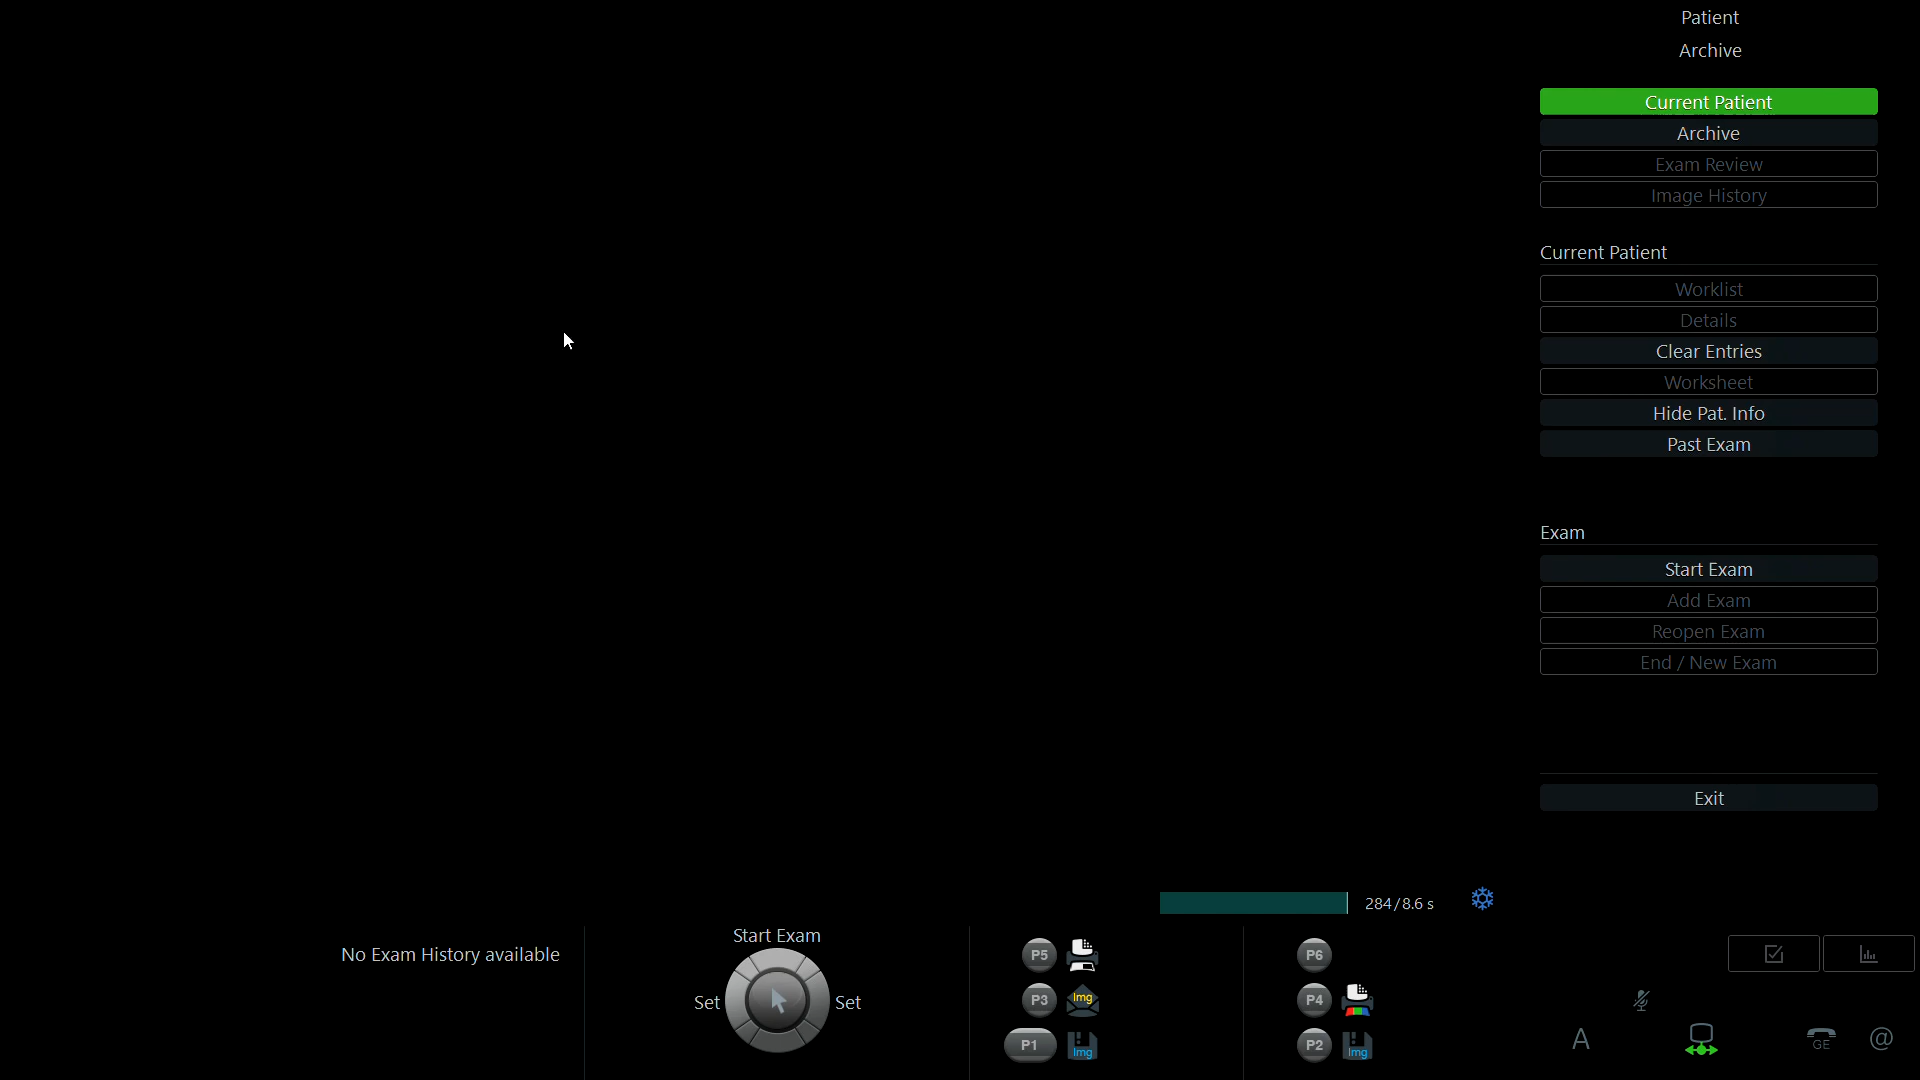 Patient
Archive
Current Patient
Archive
Exam Review
Image History
Current Patient
Worklist
Details
Clear Entries
Worksheet
Hide Pat. Info
Past Exam
Exam
Start Exam
Add Exam
Reopen Exam
End / New Exam
Exit
284/8.6 s
No Exam History available
Start Exam
Set
Set
P5
P3
Img
P1
Img
P6
P4
P2
Img
A
GE
@